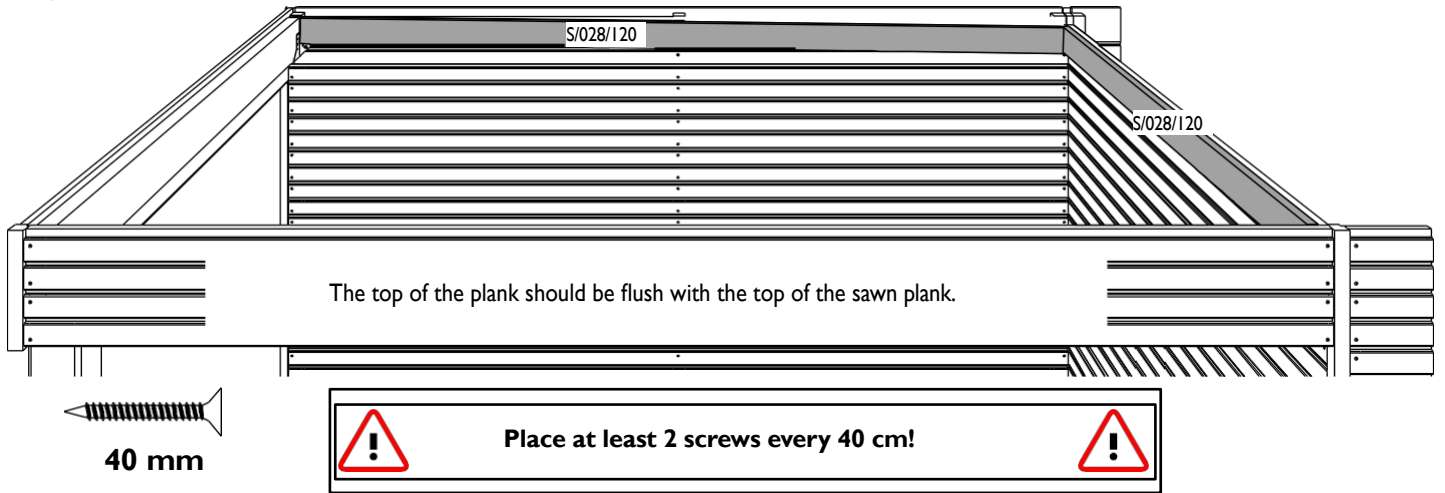 S/028/120
S/028/120
The top of the plank should be flush with the top of the sawn plank.
40 mm
Place at least 2 screws every 40 cm!